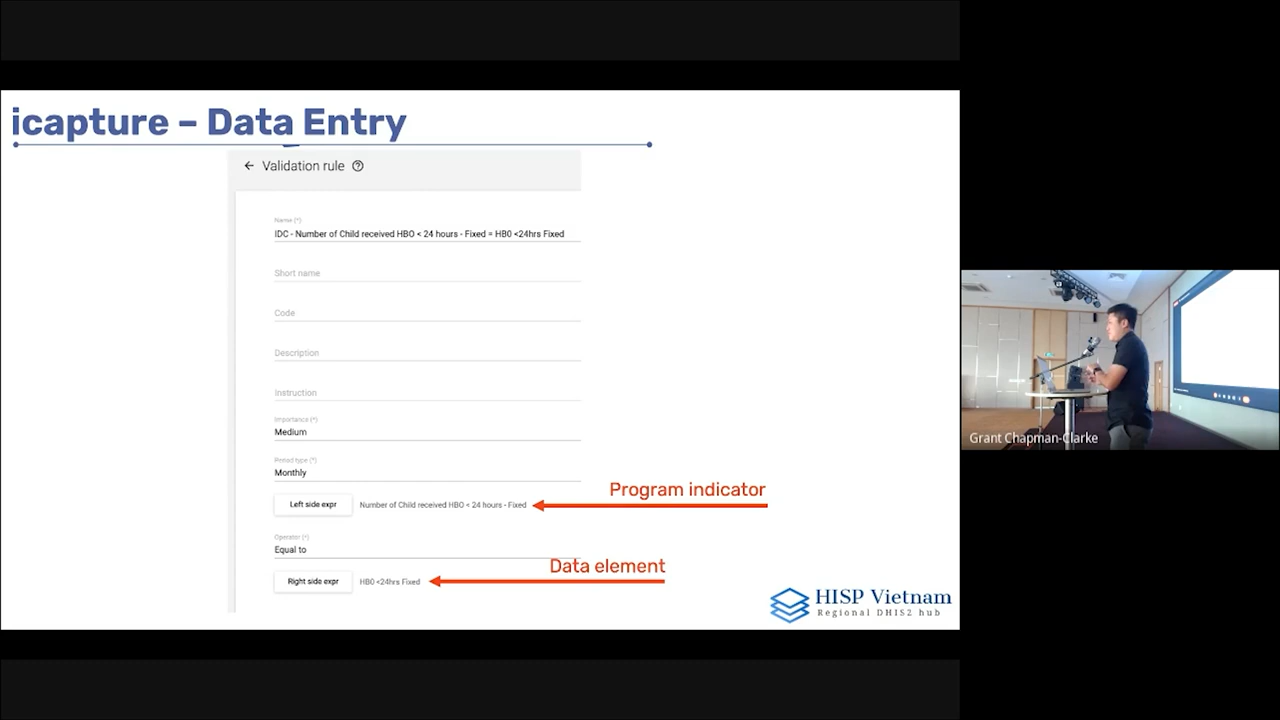 icapture – Data Entry
Validation rule
Name (*)
IDC - Number of Child received HBO < 24 hours - Fixed = HB0 <24hrs Fixed
Short name
Code
Description
Instruction
Importance (*)
Medium
Period type (*)
Monthly
Program indicator
Left side expr Number of Child received HBO < 24 hours - Fixed
Operator (*)
Equal to
Data element
Right side expr HB0 <24hrs Fixed
HISP Vietnam
Regional DHIS2 hub
Grant Chapman-Clarke